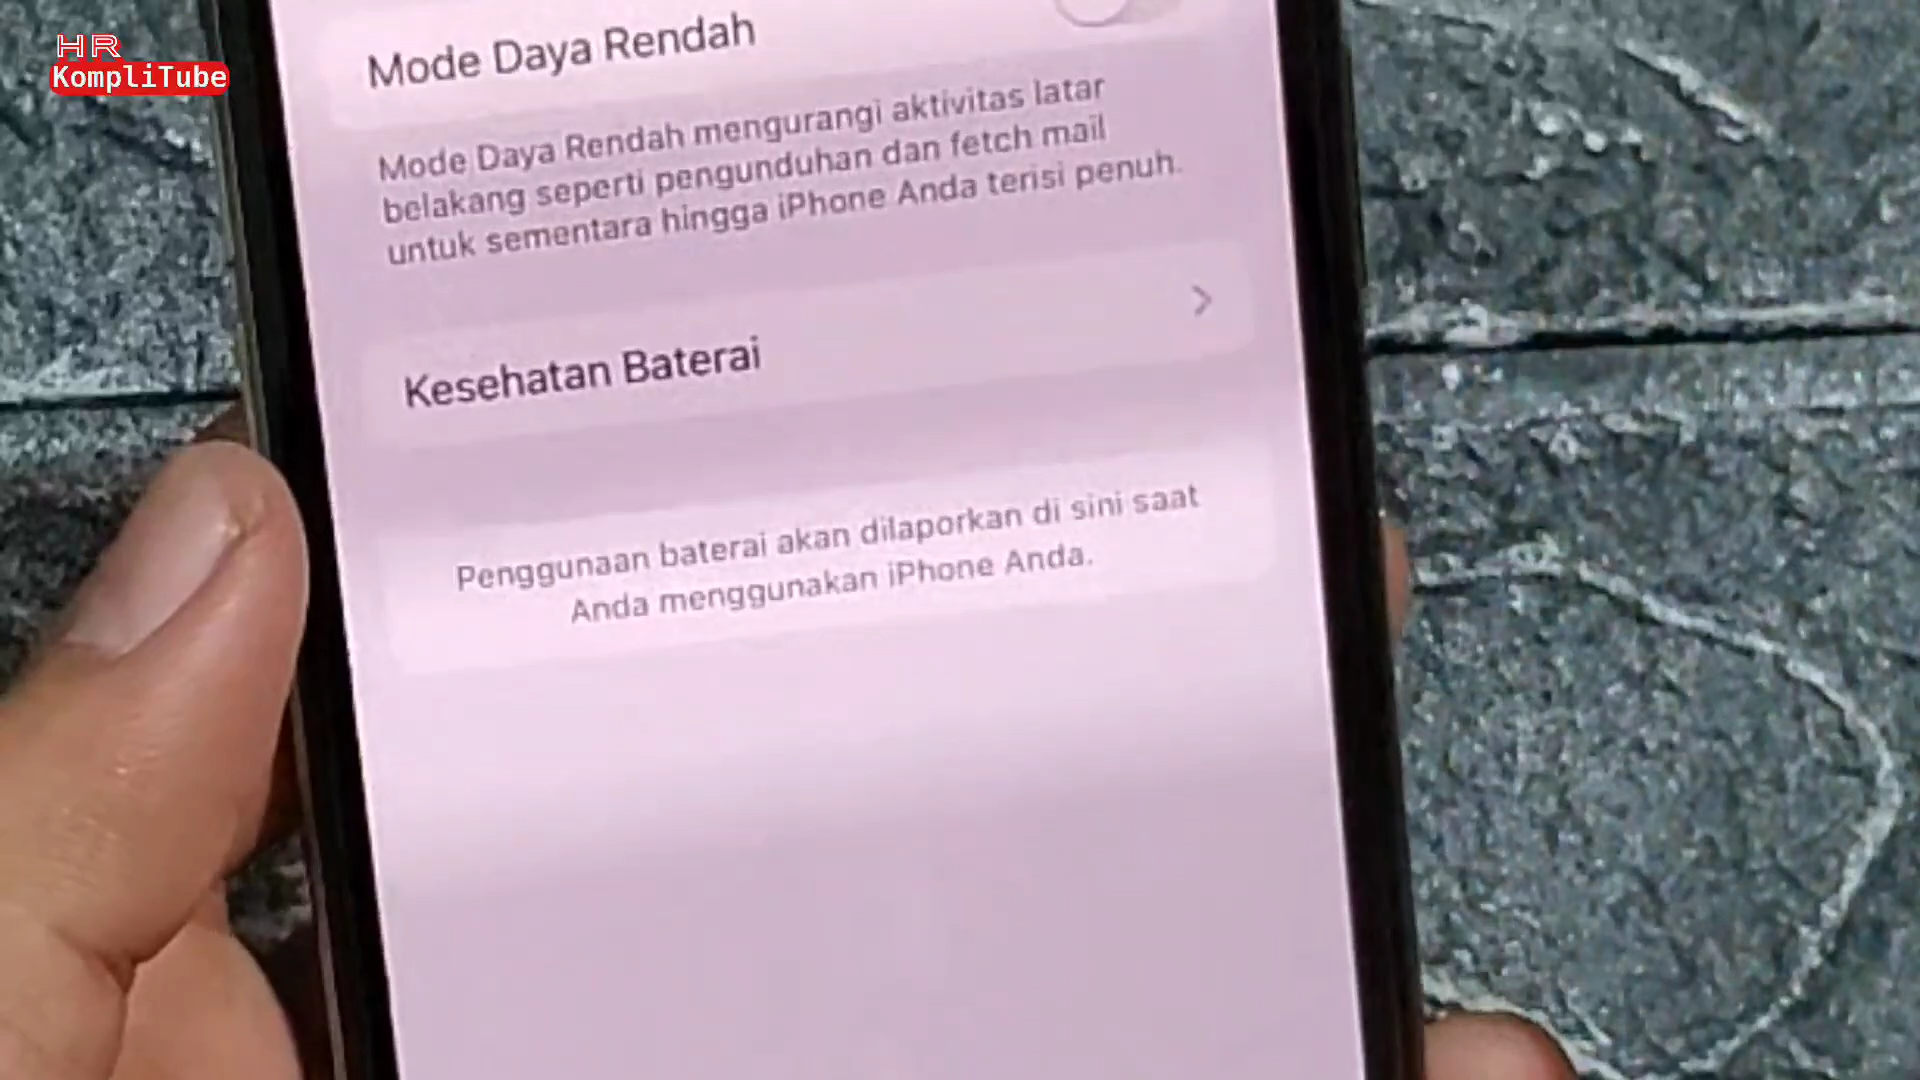 HR
KompliTube
Mode Daya Rendah
Mode Daya Rendah mengurangi aktivitas latar
belakang seperti pengunduhan dan fetch mail
untuk sementara hingga iPhone Anda terisi penuh.
Kesehatan Baterai
Penggunaan baterai akan dilaporkan di sini saat
Anda menggunakan iPhone Anda.